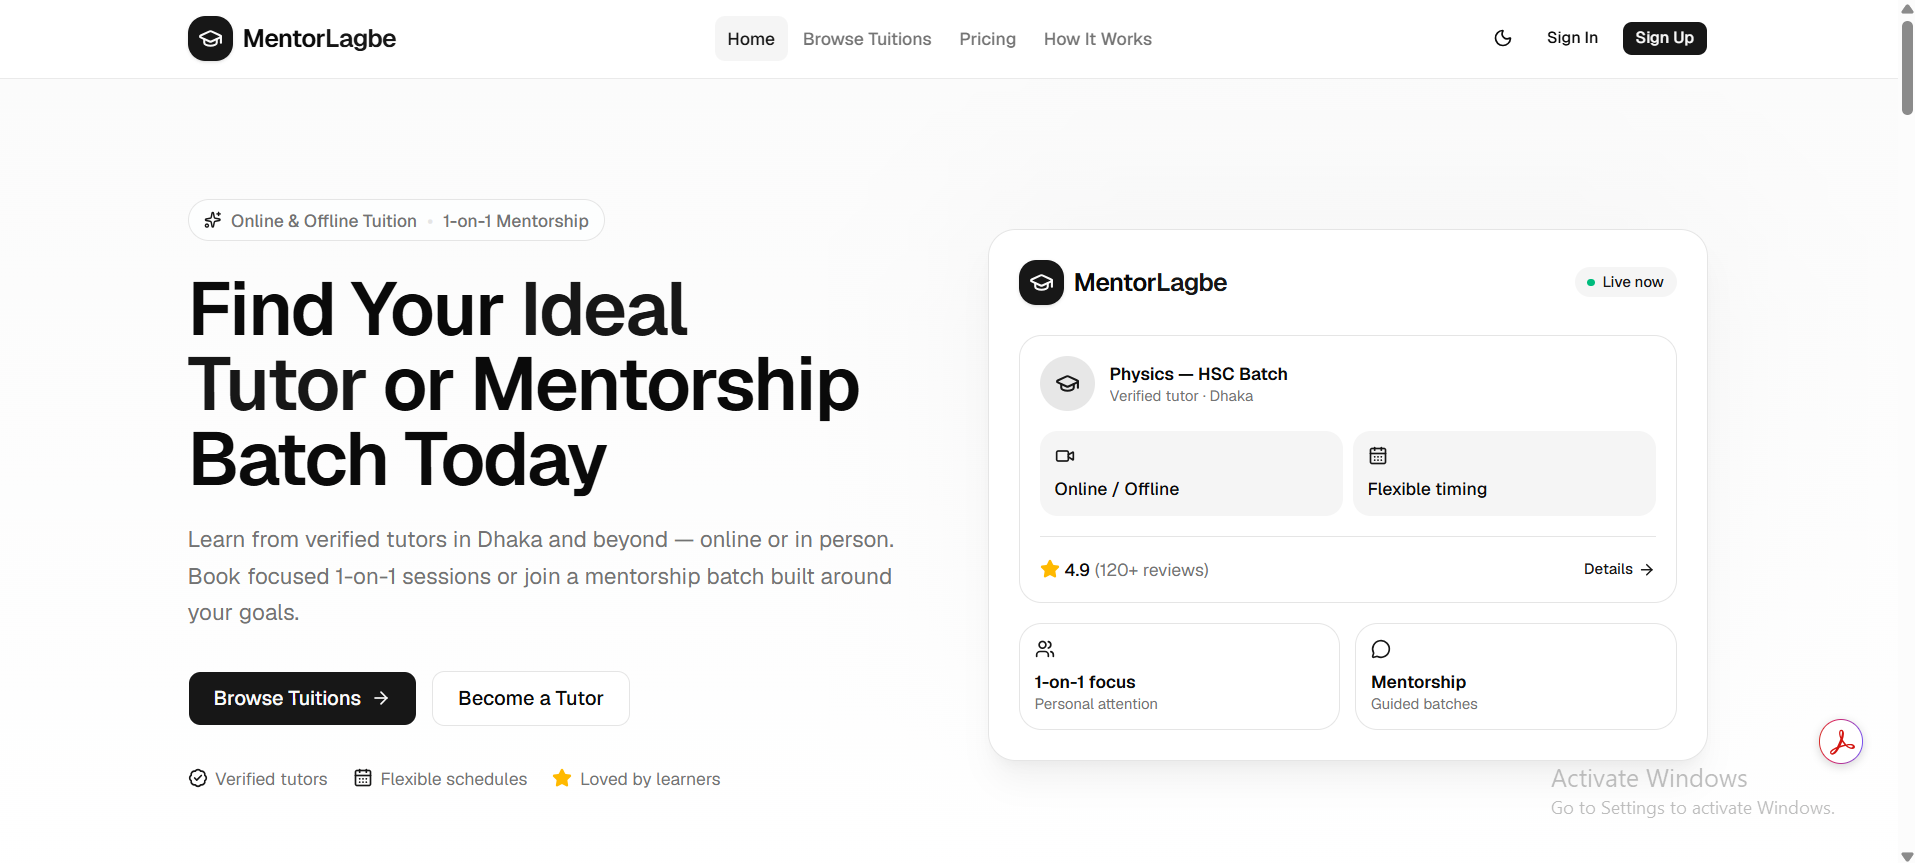 MentorLagbe
Home
Browse Tuitions
Pricing
How It Works
Sign In
Sign Up
Online & Offline Tuition • 1-on-1 Mentorship
Find Your Ideal
Tutor or Mentorship
Batch Today
Learn from verified tutors in Dhaka and beyond — online or in person.
Book focused 1-on-1 sessions or join a mentorship batch built around
your goals.
Browse Tuitions →
Become a Tutor
Verified tutors
Flexible schedules
Loved by learners
MentorLagbe
Live now
Physics — HSC Batch
Verified tutor · Dhaka
Online / Offline
Flexible timing
4.9 (120+ reviews)
Details →
1-on-1 focus
Personal attention
Mentorship
Guided batches
Activate Windows
Go to Settings to activate Windows.